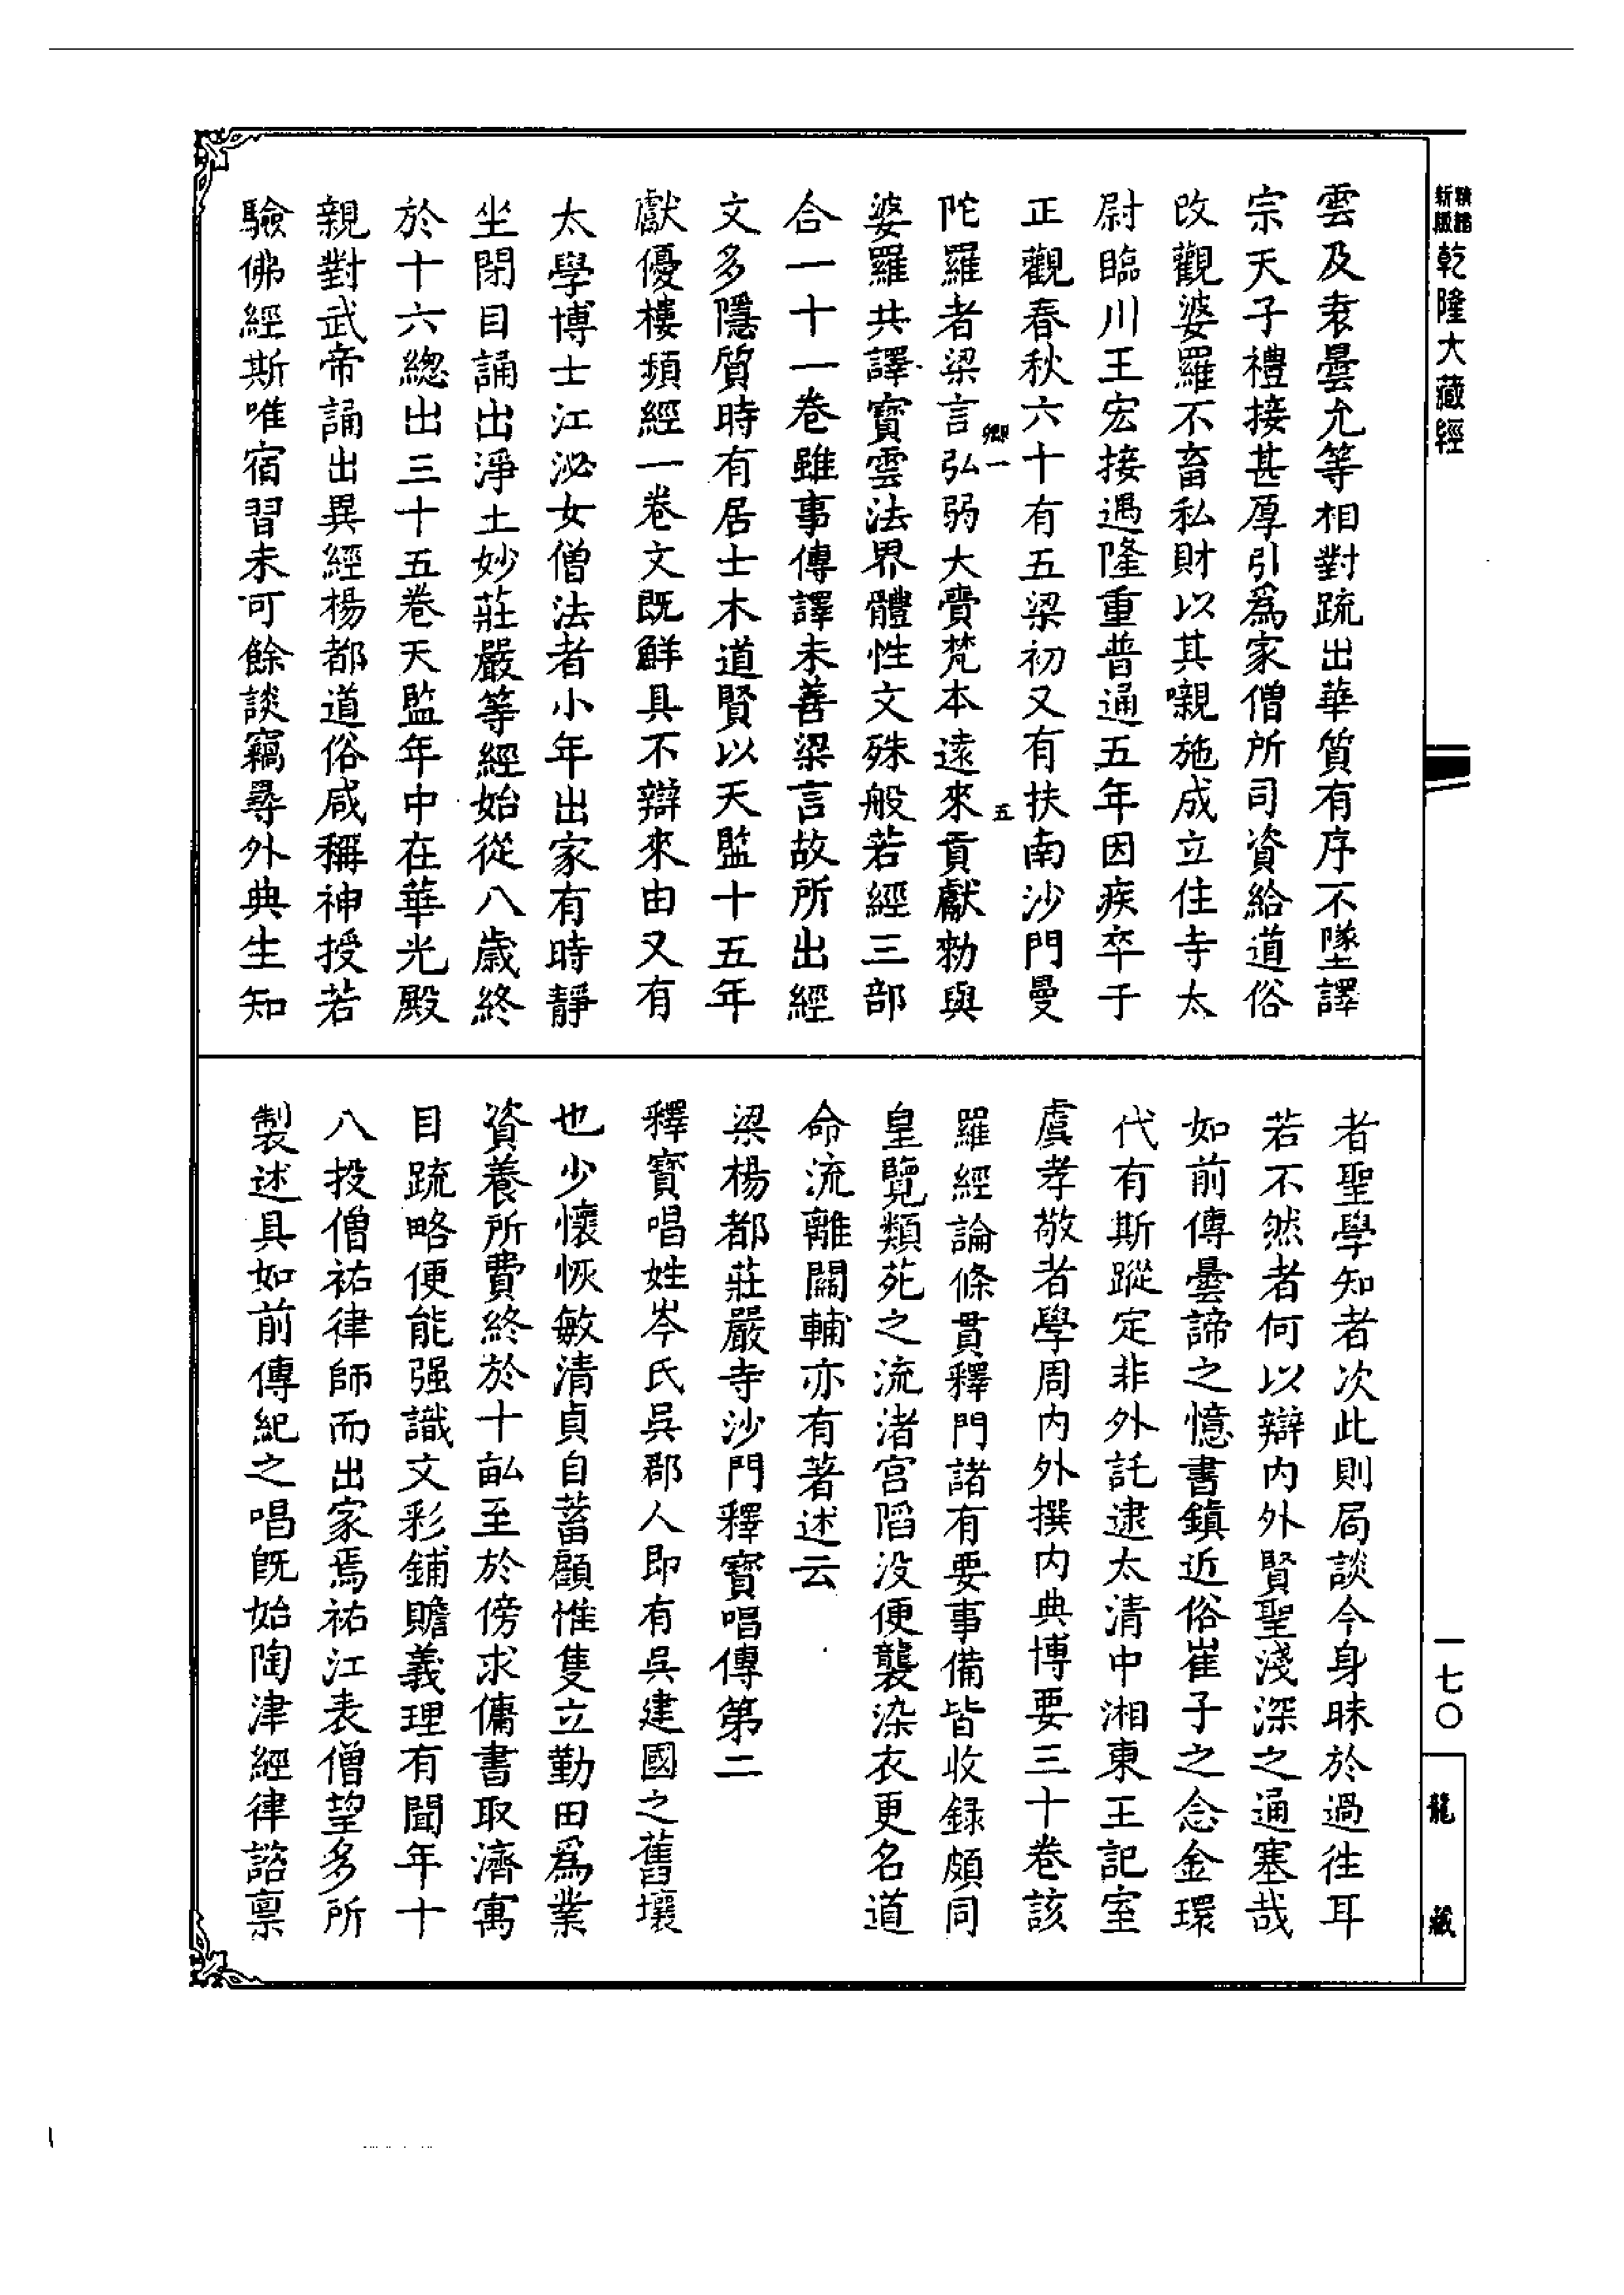 新版 精緒 乾隆大藏經
雲及袁曇允等相對疏出華質有序不墜譯
宗天子禮接甚厚引爲家僧所司資給道俗
改觀婆羅不畜私財以其嚫施成立住寺太
尉臨川王宏接遇隆重普通五年因疾卒于
正觀春秋六十有五梁初又有扶南沙門曼
鄉一 五
陀羅者梁言弘弱大賷梵本遠來貢獻勑與
婆羅共譯寶雲法界體性文殊般若經三部
合一十一卷雖事傳譯未善梁言故所出經
文多隱質時有居士木道賢以天監十五年
獻優樓頻經一卷文既鮮具不辯來由又有
太學博士江泌女僧法者小年出家有時靜
坐閉目誦出淨土妙莊嚴等經始從八歲終
於十六總出三十五卷天監年中在華光殿
親對武帝誦出異經楊都道俗咸稱神授若
驗佛經斯唯宿習未可餘談竊尋外典生知
者聖學知者次此則局談今身昧於過往耳
若不然者何以辯內外賢聖淺深之通塞哉
如前傳曇諦之憶書鎮近俗崔子之念金環
代有斯蹤定非外託逮太清中湘東王記室
虞孝敬者學周内外撰内典博要三十卷該
羅經論條貫釋門諸有要事備皆收録頗同
皇覽類苑之流渚宮陷没便襲染衣更名道
命流離關輔亦有著述云
梁楊都莊嚴寺沙門釋寶唱傳第二
釋寶唱姓岑氏吳郡人即有吳建國之舊壤
也少懷恢敏清貞自蓄顧惟隻立勤田爲業
資養所費終於十畝至於傍求傭書取濟寓
目疏略便能强識文彩鋪贍義理有聞年十
八投僧祐律師而出家焉祐江表僧望多所
製述具如前傳紀之唱旣始陶津經律諮稟
一七〇
龍藏